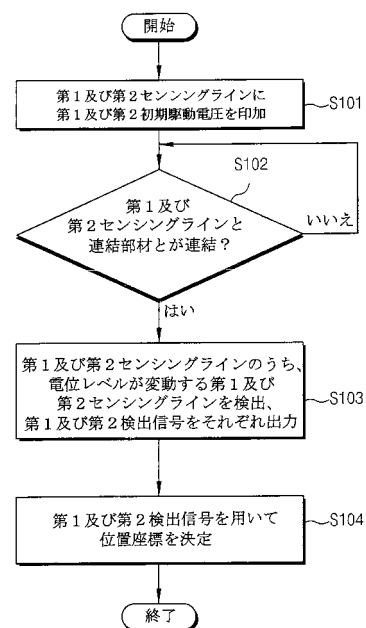 開始
第1及び第2センシングラインに
第1及び第2初期駆動電圧を印加
S101
S102
第1及び
第2センシングラインと
連結部材とが連結？
いいえ
はい
第1及び第2センシングラインのうち、
電位レベルが変動する第1及び
第2センシングラインを検出、
第1及び第2検出信号をそれぞれ出力
S103
第1及び第2検出信号を用いて
位置座標を決定
S104
終了